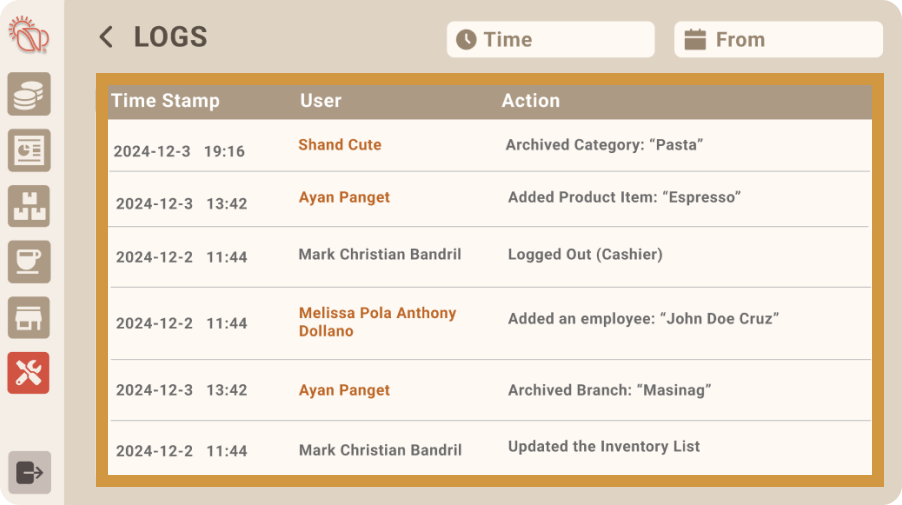 LOGS
Time
From
Time Stamp User Action
2024-12-3 19:16 Shand Cute Archived Category: “Pasta”
2024-12-3 13:42 Ayan Panget Added Product Item: “Espresso”
2024-12-2 11:44 Mark Christian Bandril Logged Out (Cashier)
2024-12-2 11:44 Melissa Pola Anthony Added an employee: “John Doe Cruz”
Dollano
2024-12-3 13:42 Ayan Panget Archived Branch: “Masinag”
2024-12-2 11:44 Mark Christian Bandril Updated the Inventory List